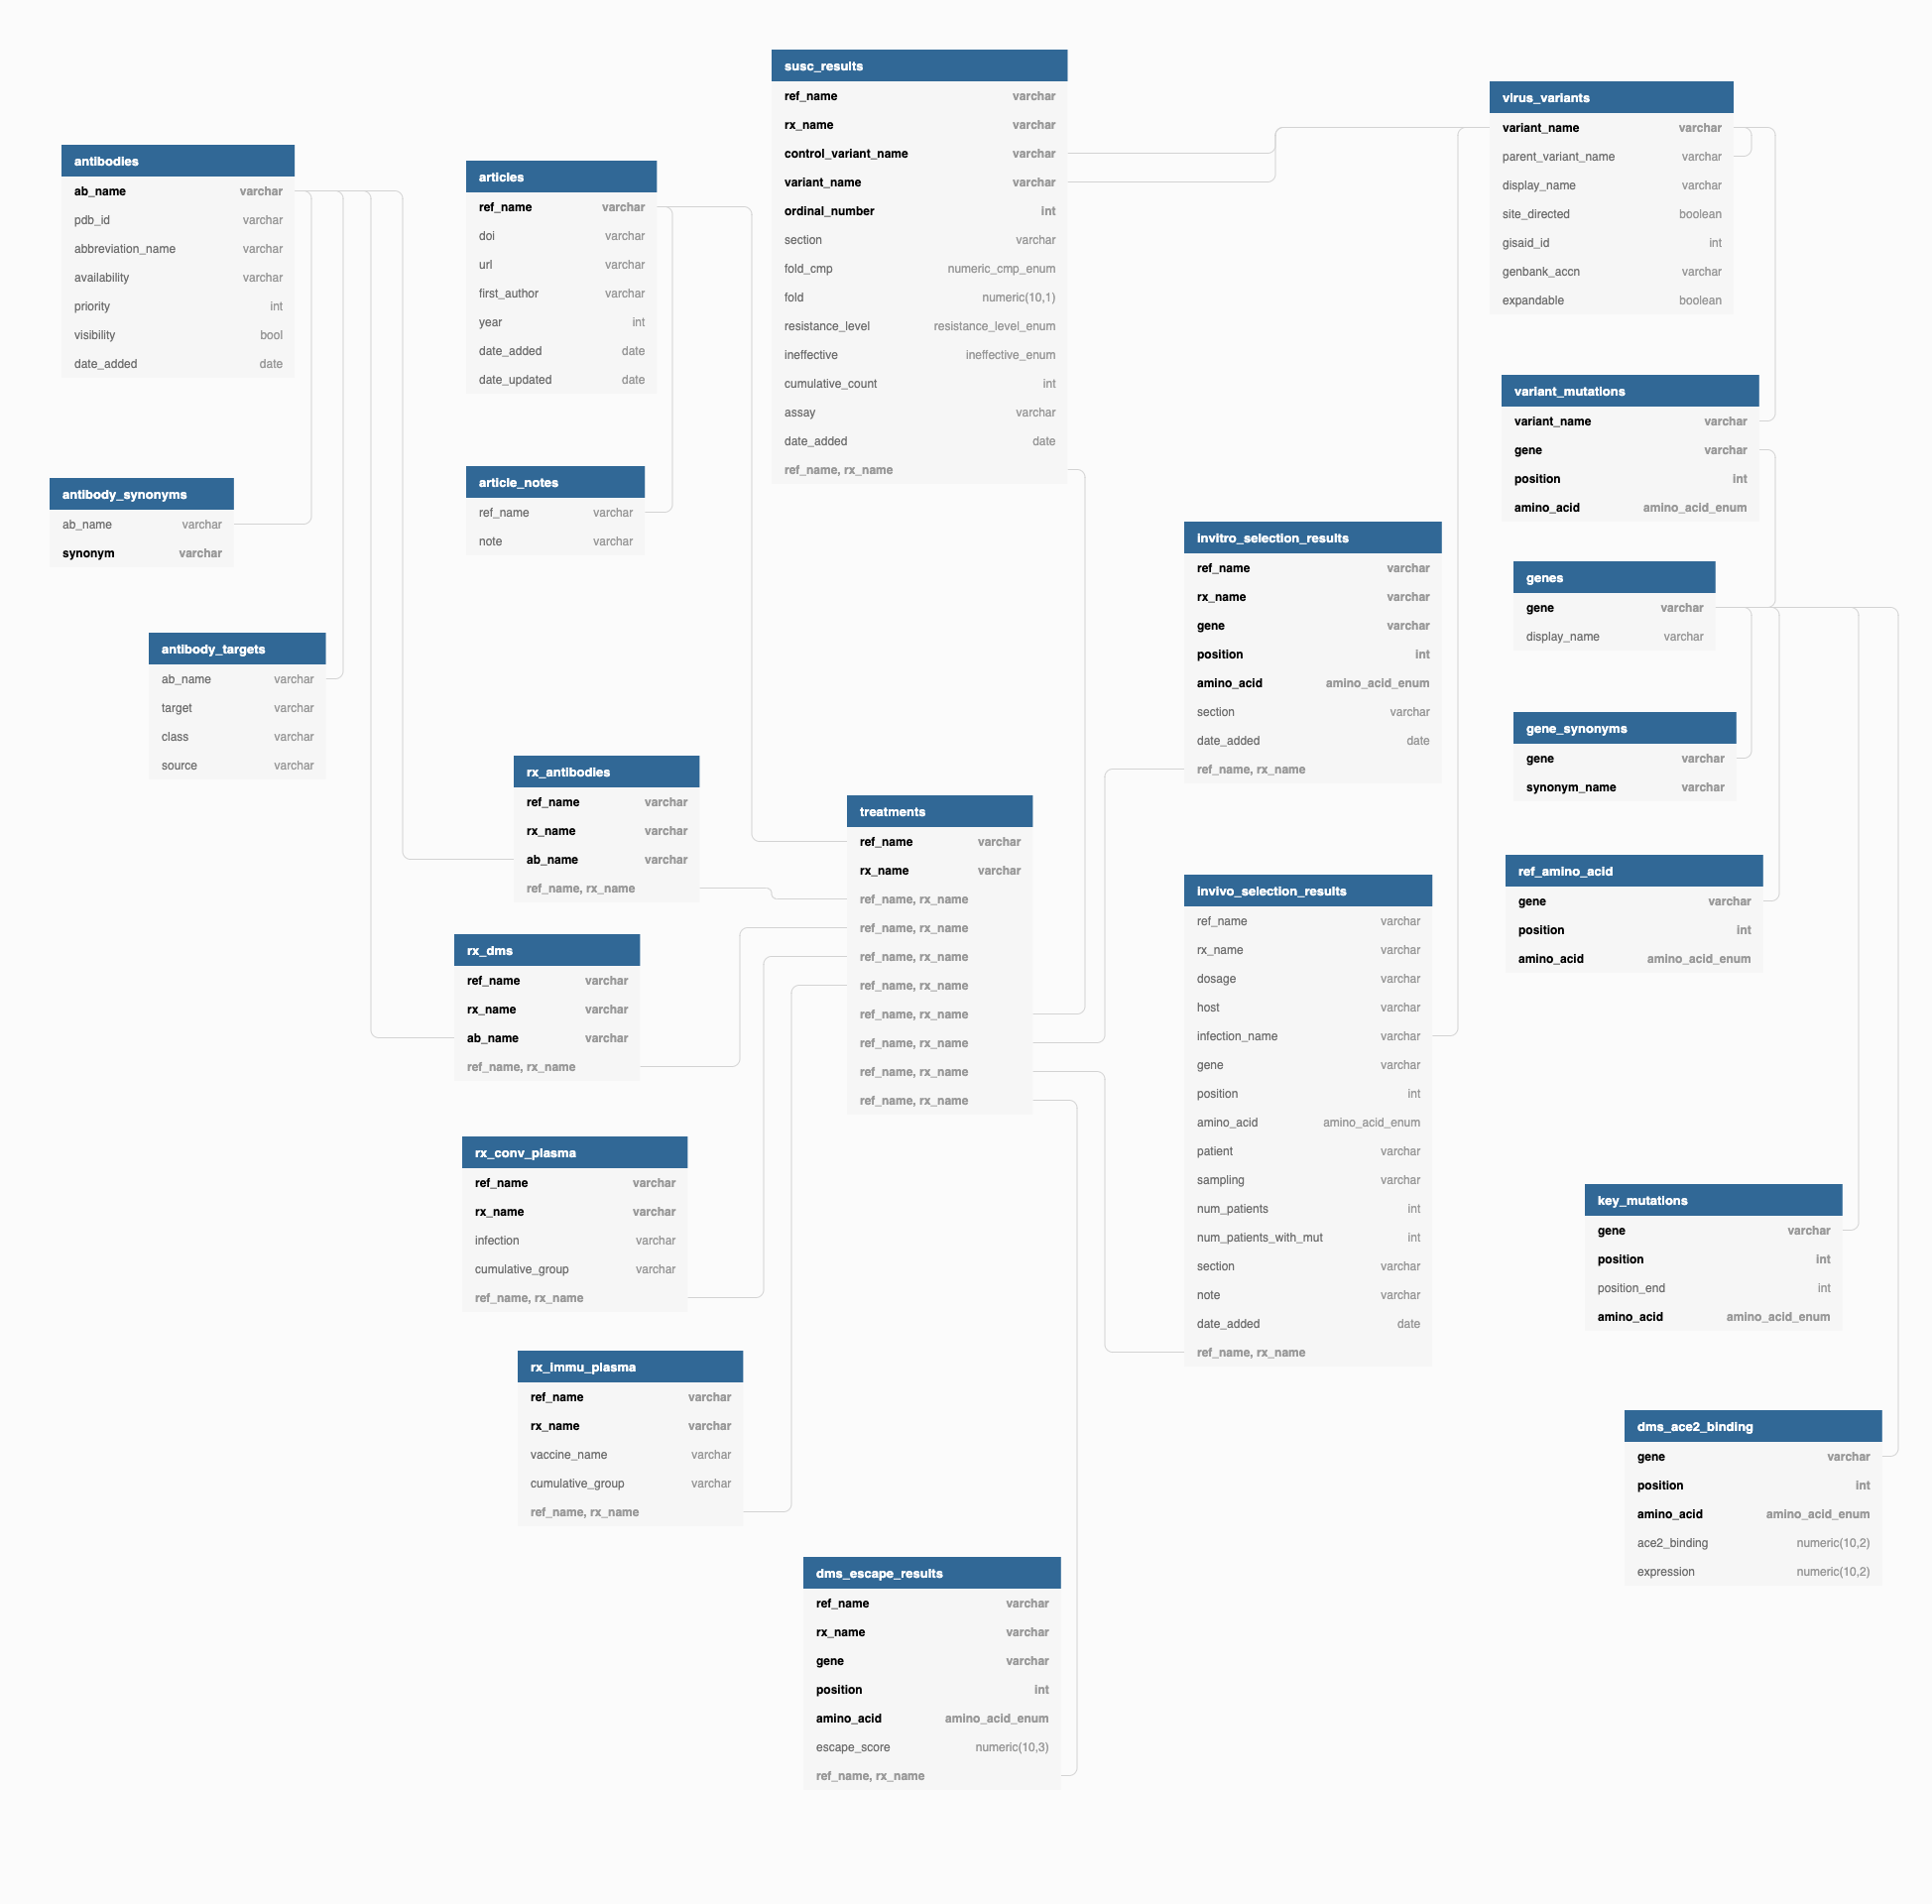 susc_results
ref_name varchar
rx_name varchar
control_variant_name varchar
variant_name varchar
ordinal_number int
section varchar
fold_cmp numeric_cmp_enum
fold numeric(10,1)
resistance_level resistance_level_enum
ineffective ineffective_enum
cumulative_count int
assay varchar
date_added date
ref_name, rx_name
virus_variants
variant_name varchar
parent_variant_name varchar
display_name varchar
site_directed boolean
gisaid_id int
genbank_accn varchar
expandable boolean
antibodies
ab_name varchar
pdb_id varchar
abbreviation_name varchar
availability varchar
priority int
visibility bool
date_added date
articles
ref_name varchar
doi varchar
url varchar
first_author varchar
year int
date_added date
date_updated date
variant_mutations
variant_name varchar
gene varchar
position int
amino_acid amino_acid_enum
antibody_synonyms
ab_name varchar
synonym varchar
article_notes
ref_name varchar
note varchar
invitro_selection_results
ref_name varchar
rx_name varchar
gene varchar
position int
amino_acid amino_acid_enum
section varchar
date_added date
ref_name, rx_name
genes
gene varchar
display_name varchar
antibody_targets
ab_name varchar
target varchar
class varchar
source varchar
gene_synonyms
gene varchar
synonym_name varchar
rx_antibodies
ref_name varchar
rx_name varchar
ab_name varchar
ref_name, rx_name
treatments
ref_name varchar
rx_name varchar
ref_name, rx_name
ref_name, rx_name
ref_name, rx_name
ref_name, rx_name
ref_name, rx_name
ref_name, rx_name
ref_name, rx_name
ref_name, rx_name
ref_amino_acid
gene varchar
position int
amino_acid amino_acid_enum
invivo_selection_results
ref_name varchar
rx_name varchar
dosage varchar
host varchar
infection_name varchar
gene varchar
position int
amino_acid amino_acid_enum
patient varchar
sampling varchar
num_patients int
num_patients_with_mut int
section varchar
note varchar
date_added date
ref_name, rx_name
rx_dms
ref_name varchar
rx_name varchar
ab_name varchar
ref_name, rx_name
rx_conv_plasma
ref_name varchar
rx_name varchar
infection varchar
cumulative_group varchar
ref_name, rx_name
key_mutations
gene varchar
position int
position_end int
amino_acid amino_acid_enum
rx_immu_plasma
ref_name varchar
rx_name varchar
vaccine_name varchar
cumulative_group varchar
ref_name, rx_name
dms_ace2_binding
gene varchar
position int
amino_acid amino_acid_enum
ace2_binding numeric(10,2)
expression numeric(10,2)
dms_escape_results
ref_name varchar
rx_name varchar
gene varchar
position int
amino_acid amino_acid_enum
escape_score numeric(10,3)
ref_name, rx_name